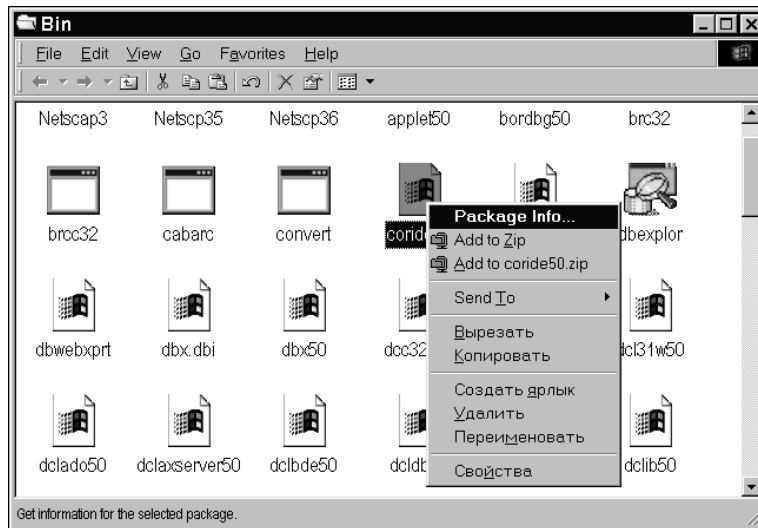 Bin
File Edit View Go Favorites Help
Netscap3 Netscp35 Netscp36 applet50 bordbg50 brc32
brcc32 cabarc convert coride dbexplor
Package Info...
Add to Zip
Add to coride50.zip
Send To
Вырезать
Копировать
Создать ярлык
Удалить
Переименовать
Свойства
dbwebxprt dbx.dbi dbx50 dcc32 dcl31w50
dclado50 dclaxserver50 dclbde50 dcldb dclib50
Get information for the selected package.